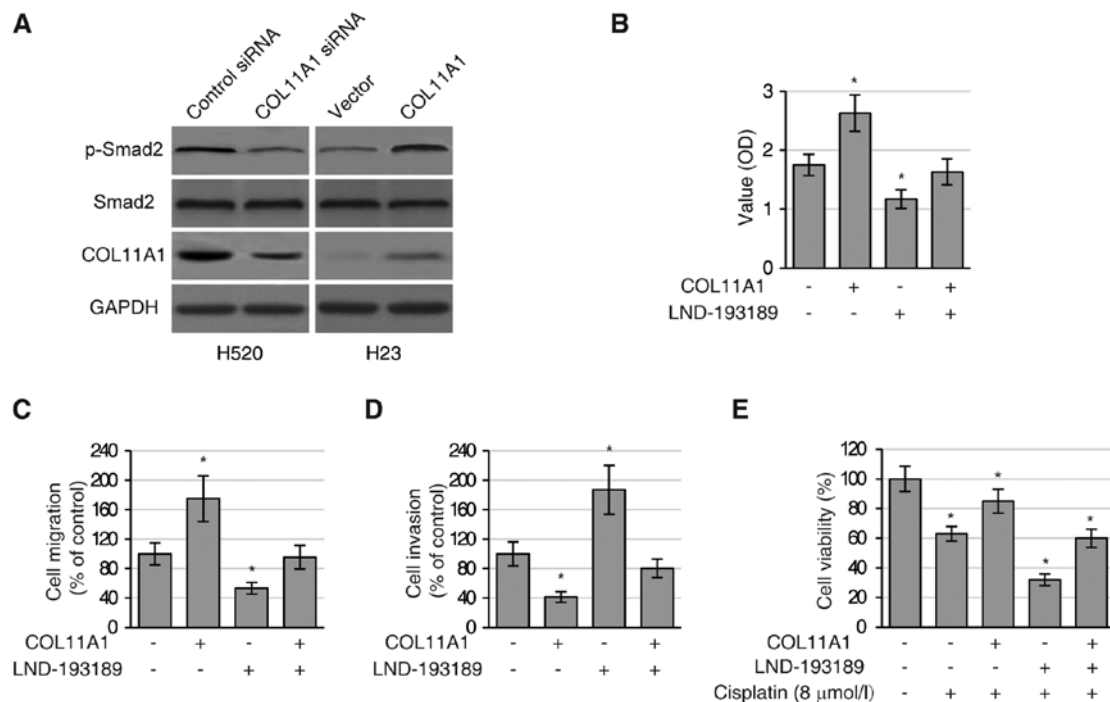 A
Control siRNA
COL11A1 siRNA
Vector
COL11A1
p-Smad2
Smad2
COL11A1
GAPDH
H520 H23
B
Value (OD)
3
2
1
0
*
*
COL11A1 - + - +
LND-193189 - - + +
C
Cell migration
(% of control)
240
200
160
120
80
40
0
*
*
COL11A1 - + - +
LND-193189 - - + +
D
Cell invasion
(% of control)
240
200
160
120
80
40
0
*
*
COL11A1 - + - +
LND-193189 - - + +
E
Cell viability (%)
120
100
80
60
40
20
0
*
*
*
*
COL11A1 - - + - +
LND-193189 - - - + +
Cisplatin (8 μmol/l) - + + + +